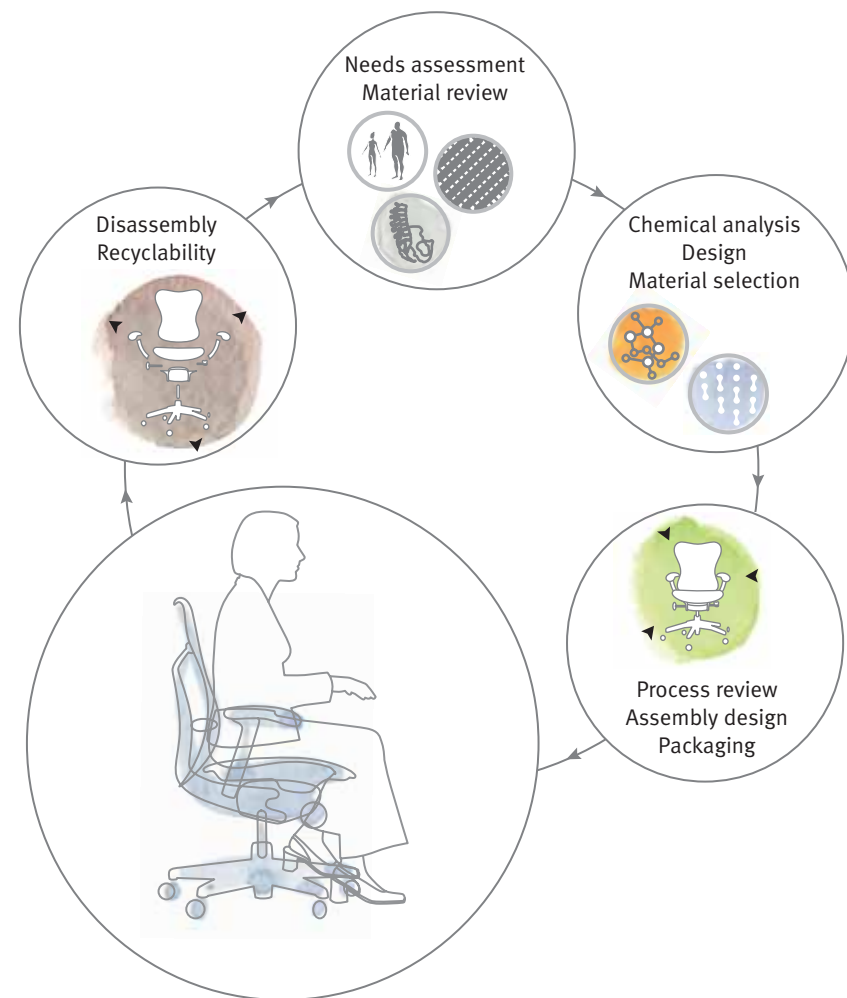 Needs assessment
Material review
Chemical analysis
Design
Material selection
Process review
Assembly design
Packaging
Disassembly
Recyclability